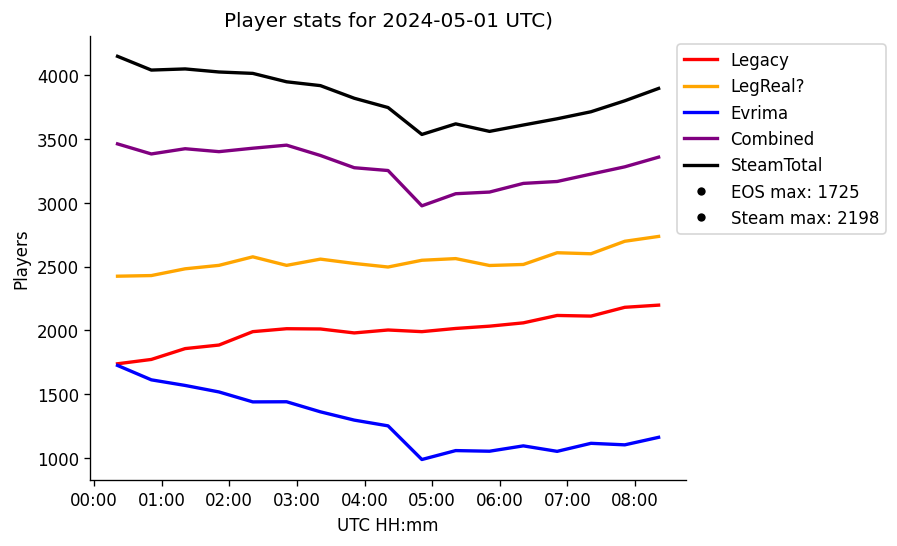 Player stats for 2024-05-01 UTC)
Players
4000
3500
3000
2500
2000
1500
1000
00:00 01:00 02:00 03:00 04:00 05:00 06:00 07:00 08:00
UTC HH:mm
Legacy
LegReal?
Evrima
Combined
SteamTotal
EOS max: 1725
Steam max: 2198